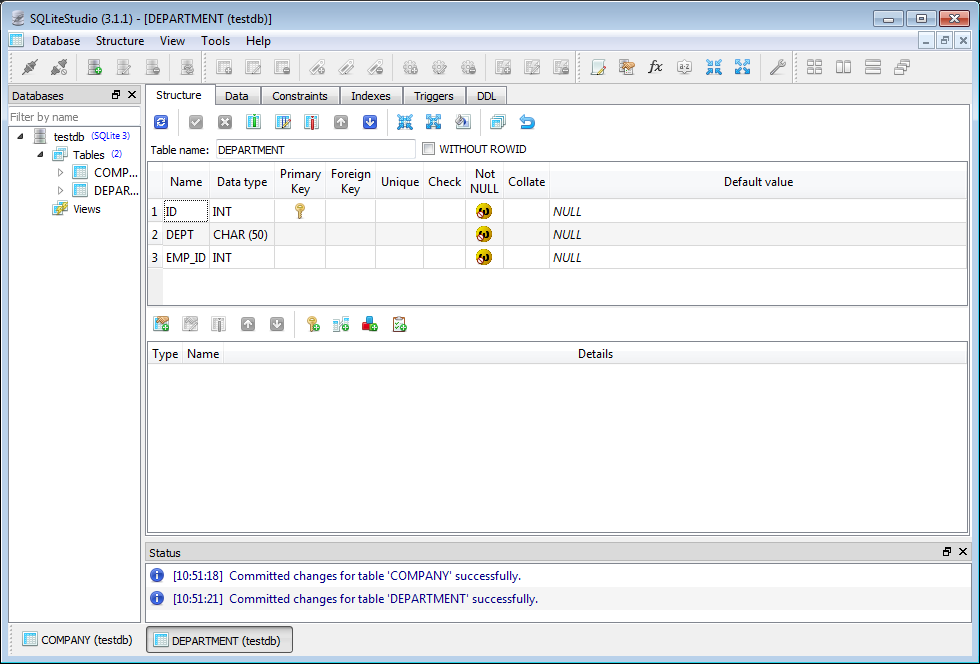 SQLiteStudio (3.1.1) - [DEPARTMENT (testdb)]
Database Structure View Tools Help
Databases
Filter by name
testdb (SQLite 3)
Tables (2)
COMP...
DEPAR...
Views
Structure Data Constraints Indexes Triggers DDL
Table name: DEPARTMENT WITHOUT ROWID
Name Data type Primary Key Foreign Key Unique Check Not NULL Collate Default value
1 ID INT NULL
2 DEPT CHAR (50) NULL
3 EMP_ID INT NULL
Type Name Details
Status
[10:51:18] Committed changes for table 'COMPANY' successfully.
[10:51:21] Committed changes for table 'DEPARTMENT' successfully.
COMPANY (testdb) DEPARTMENT (testdb)